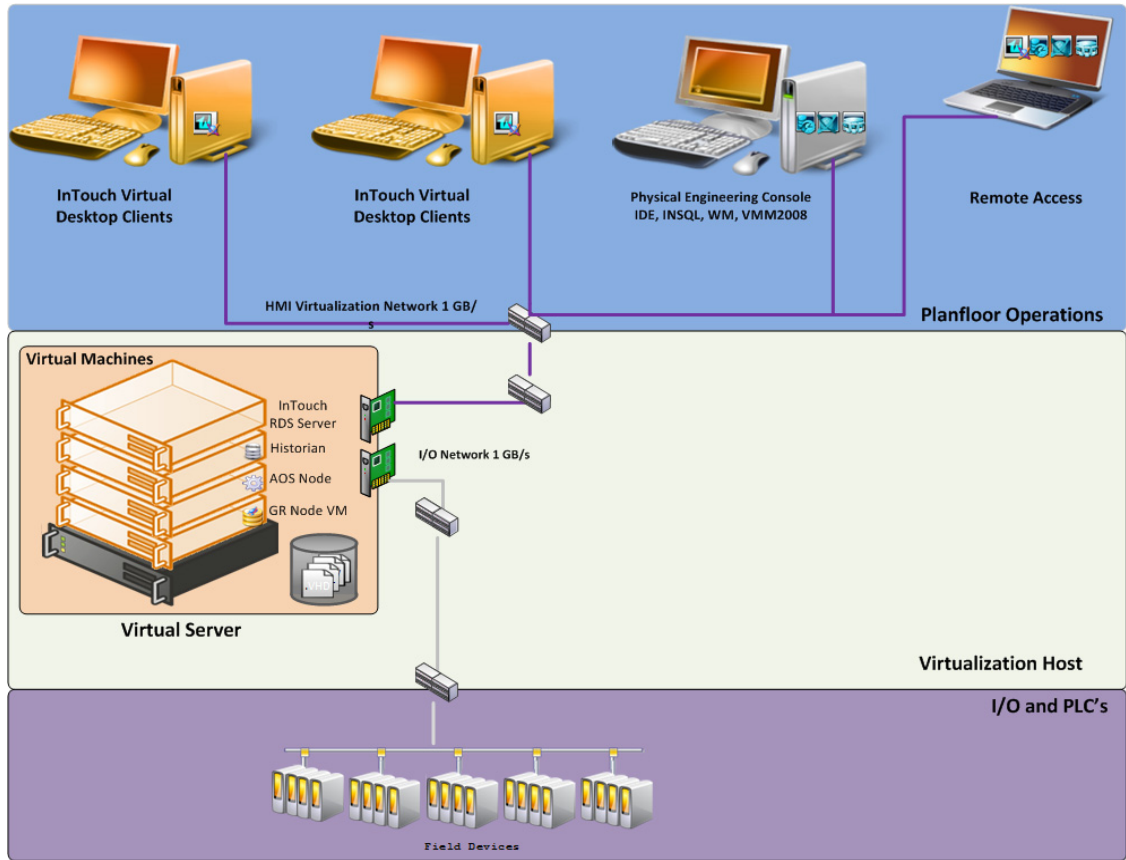 InTouch Virtual
Desktop Clients
InTouch Virtual
Desktop Clients
Physical Engineering Console
IDE, INSQL, WM, VMM2008
Remote Access
HMI Virtualization Network 1 GB/
s
Planfloor Operations
Virtual Machines
InTouch
RDS Server
Historian
AOS Node
GR Node VM
.VHD
I/O Network 1 GB/s
Virtual Server
Virtualization Host
I/O and PLC's
Field Devices